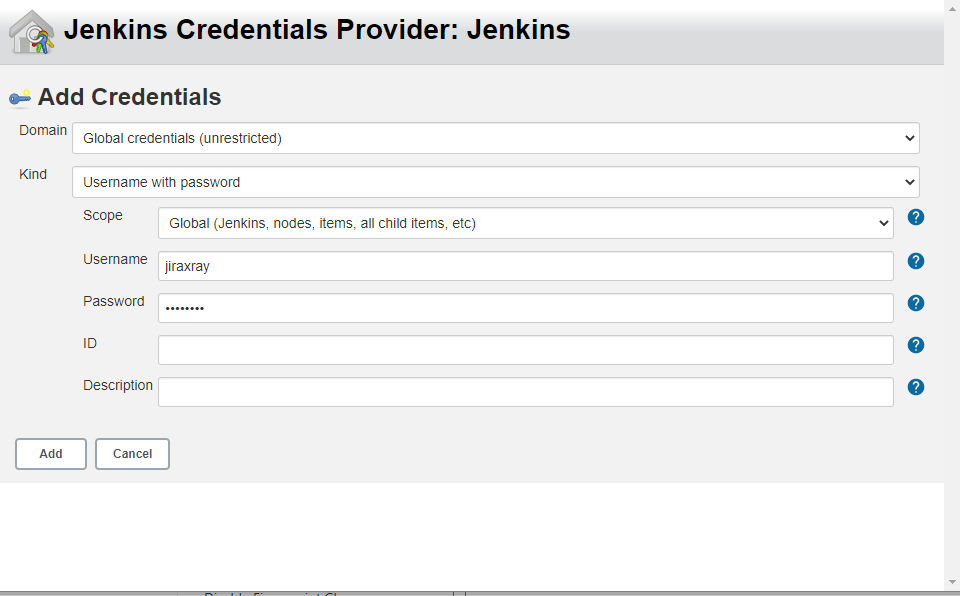 Jenkins Credentials Provider: Jenkins
Add Credentials
Domain Global credentials (unrestricted)
Kind Username with password
Scope Global (Jenkins, nodes, items, all child items, etc)
Username jiraxray
Password ••••••••
ID
Description
Add Cancel